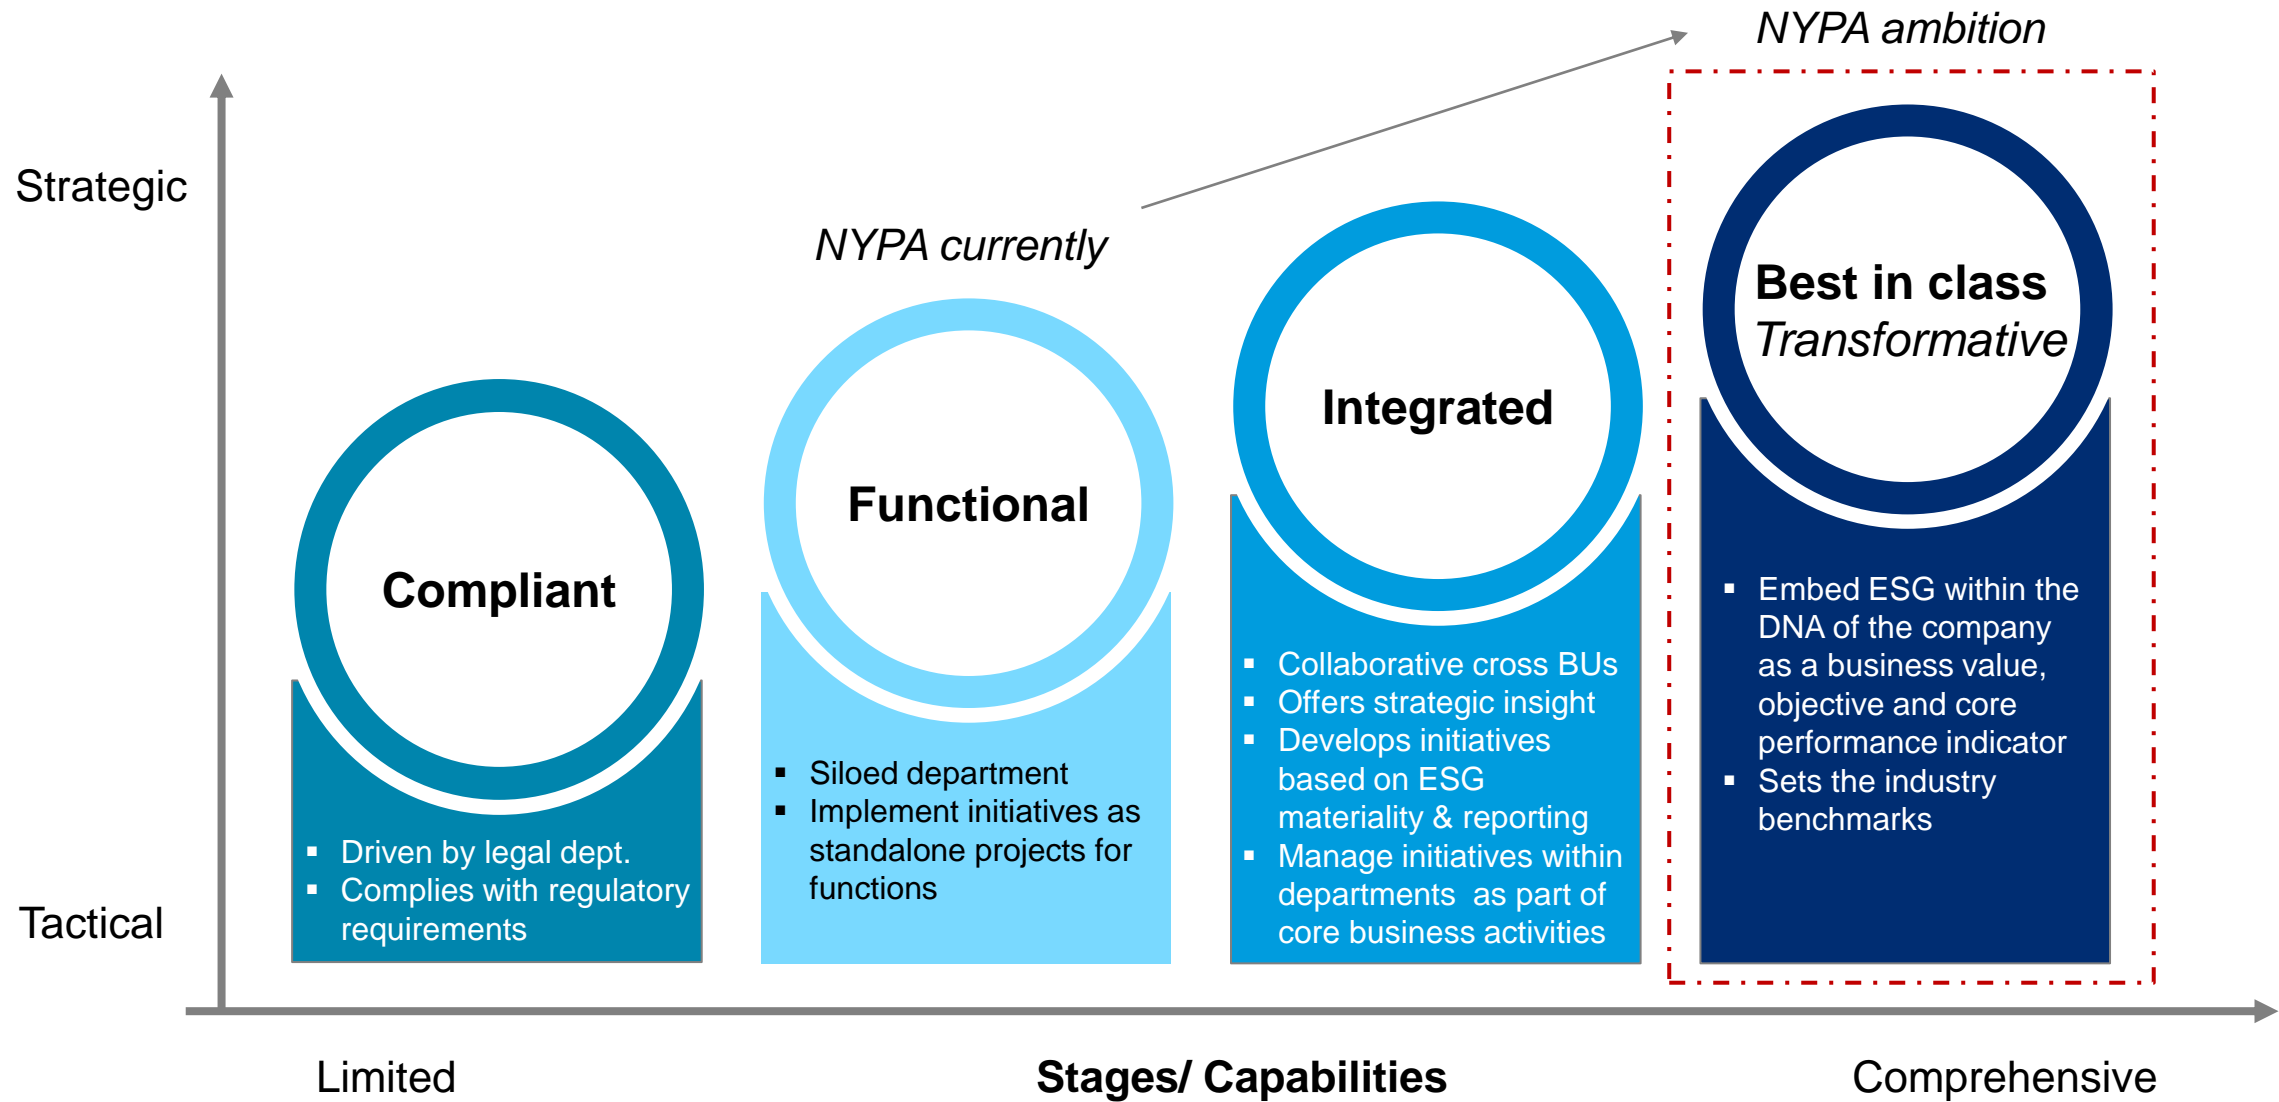 NYPA ambition
Strategic
NYPA currently
Best in class
Transformative
Integrated
Functional
Compliant
▪ Driven by legal dept.
▪ Complies with regulatory
requirements
▪ Siloed department
▪ Implement initiatives as
standalone projects for
functions
▪ Collaborative cross BUs
▪ Offers strategic insight
▪ Develops initiatives
based on ESG
materiality & reporting
▪ Manage initiatives within
departments as part of
core business activities
▪ Embed ESG within the
DNA of the company
as a business value,
objective and core
performance indicator
▪ Sets the industry
benchmarks
Tactical
Limited
Stages/ Capabilities
Comprehensive